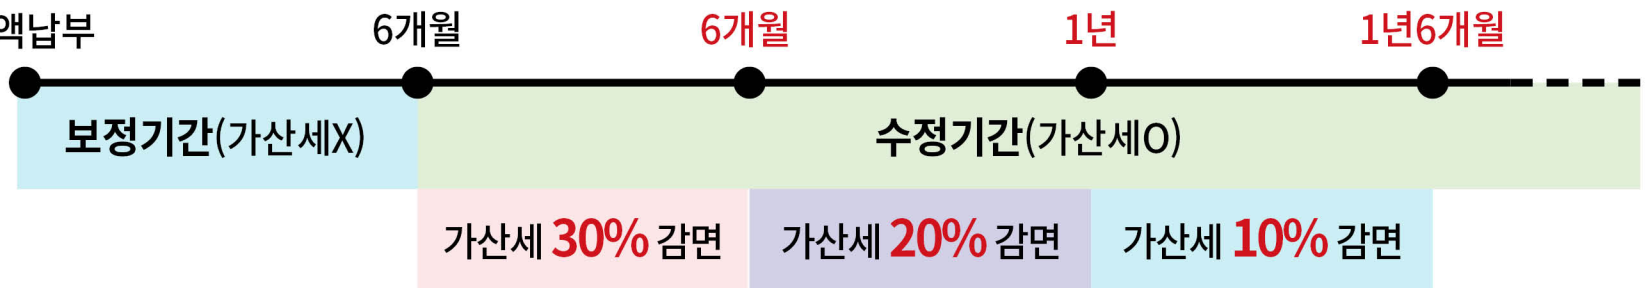 액납부 6개월 6개월 1년 1년6개월
보정기간(가산세X) 수정기간(가산세O)
가산세 30% 감면 가산세 20% 감면 가산세 10% 감면